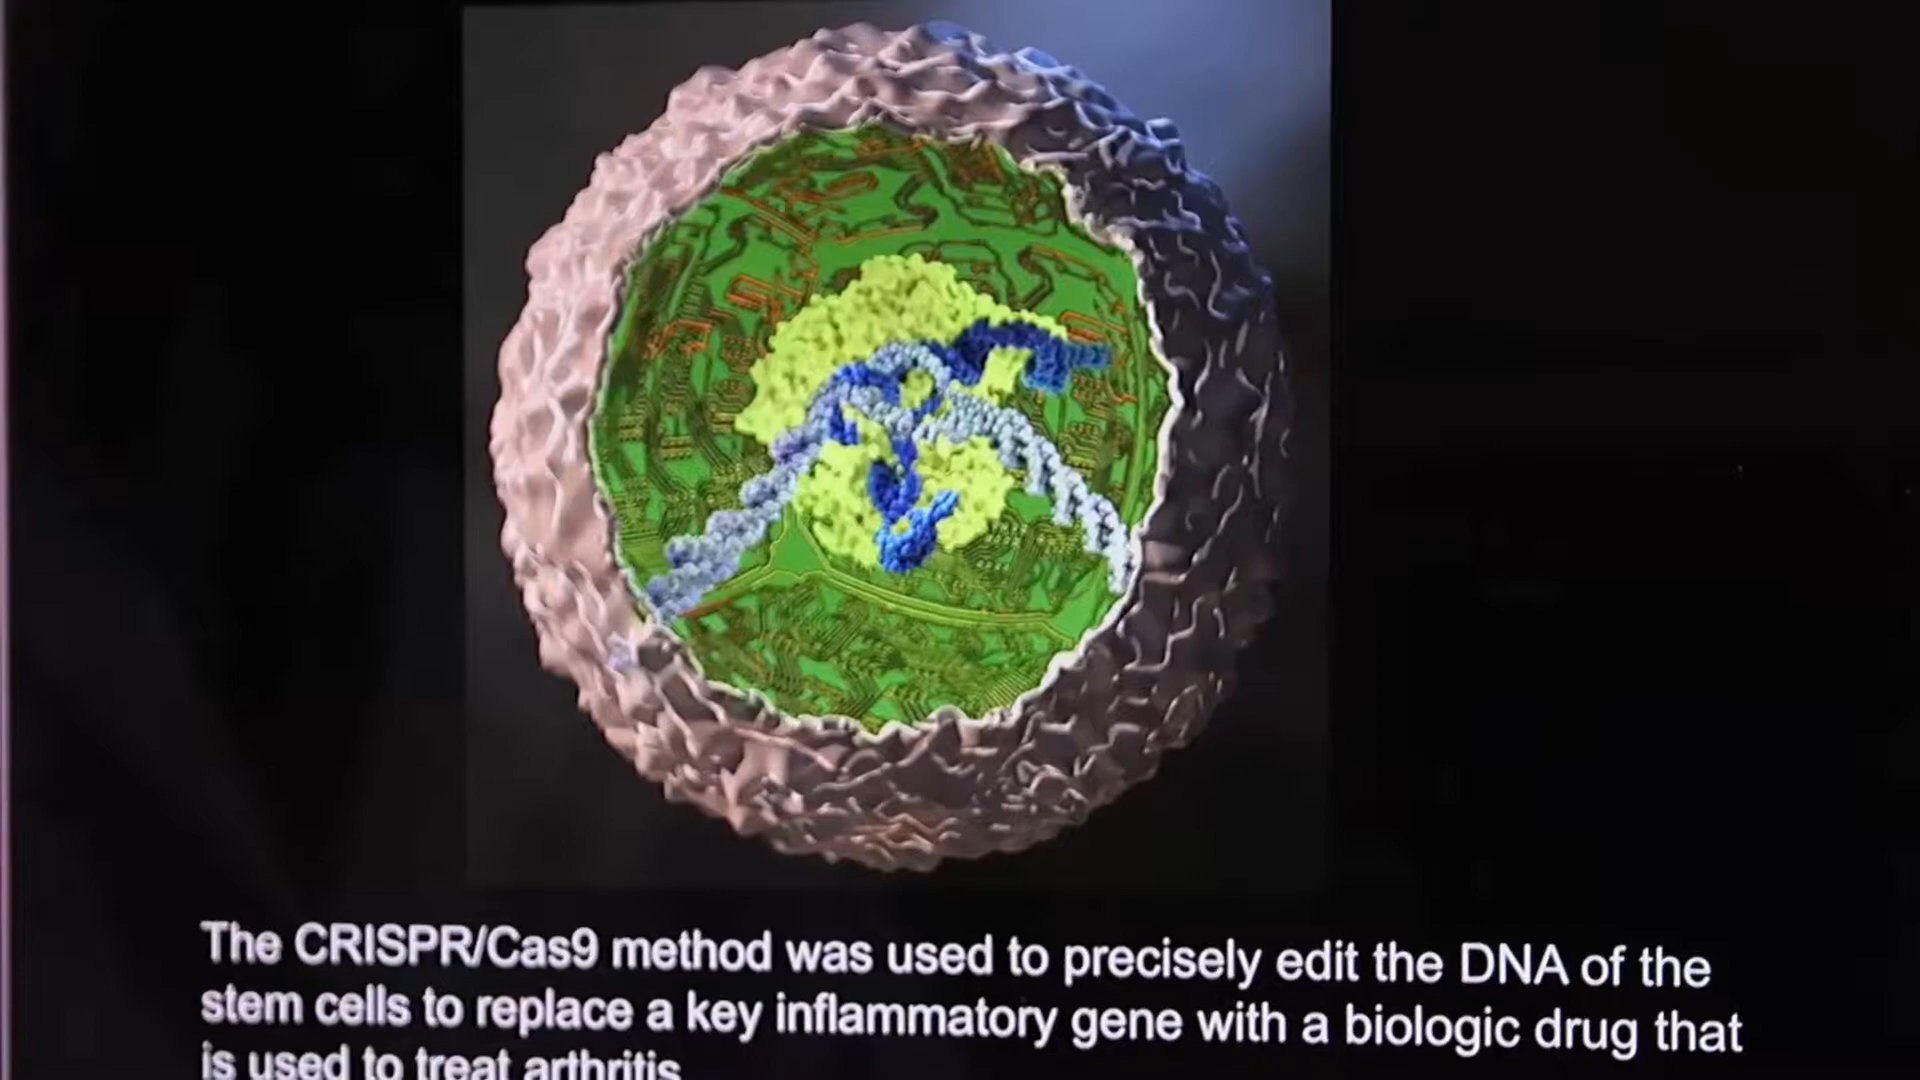 The CRISPR/Cas9 method was used to precisely edit the DNA of the
stem cells to replace a key inflammatory gene with a biologic drug that
is used to treat arthritis